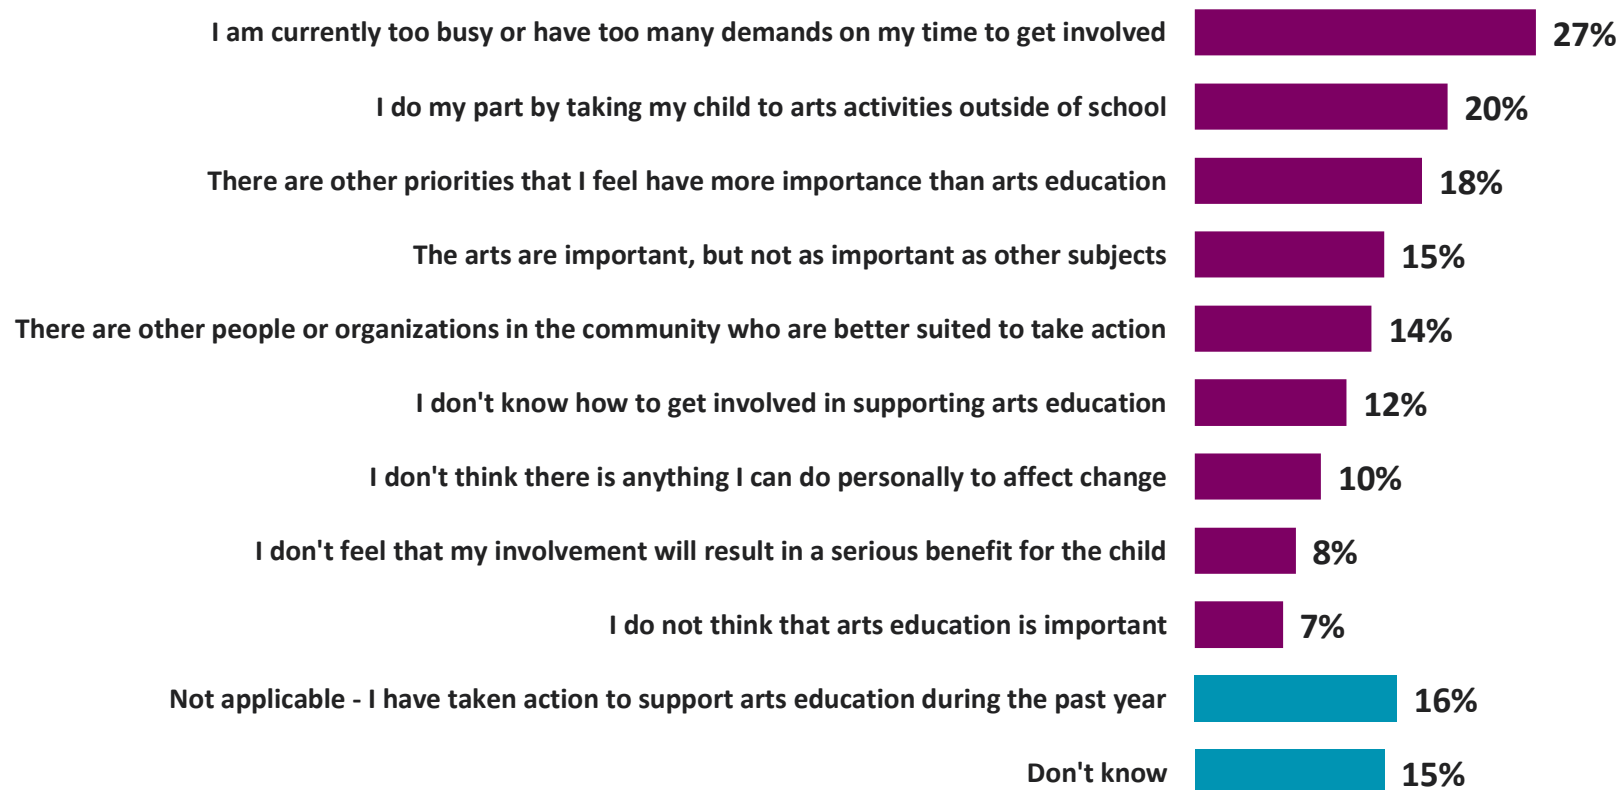 I am currently too busy or have too many demands on my time to get involved 27%
I do my part by taking my child to arts activities outside of school 20%
There are other priorities that I feel have more importance than arts education 18%
The arts are important, but not as important as other subjects 15%
There are other people or organizations in the community who are better suited to take action 14%
I don't know how to get involved in supporting arts education 12%
I don't think there is anything I can do personally to affect change 10%
I don't feel that my involvement will result in a serious benefit for the child 8%
I do not think that arts education is important 7%
Not applicable - I have taken action to support arts education during the past year 16%
Don't know 15%